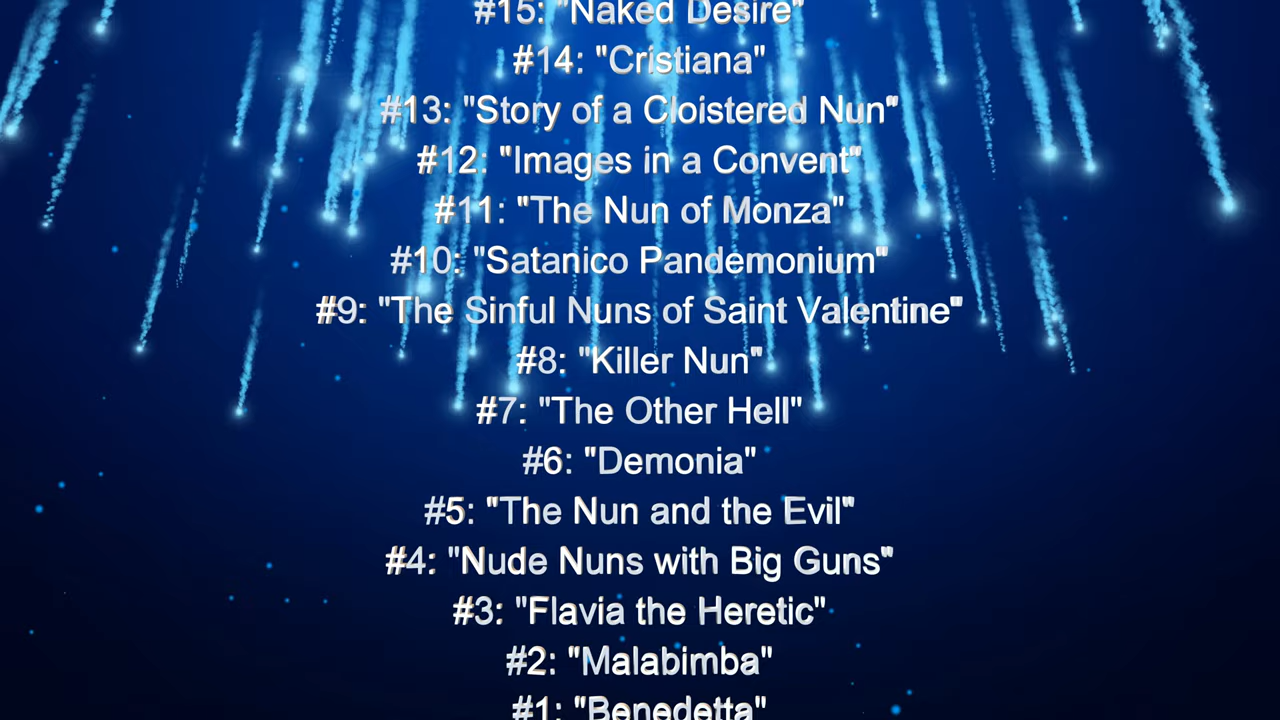 #15: "Naked Desire"
#14: "Cristiana"
#13: "Story of a Cloistered Nun"
#12: "Images in a Convent"
#11: "The Nun of Monza"
#10: "Satanico Pandemonium"
#9: "The Sinful Nuns of Saint Valentine"
#8: "Killer Nun"
#7: "The Other Hell"
#6: "Demonia"
#5: "The Nun and the Evil"
#4: "Nude Nuns with Big Guns"
#3: "Flavia the Heretic"
#2: "Malabimba"
#1: "Benedetta"